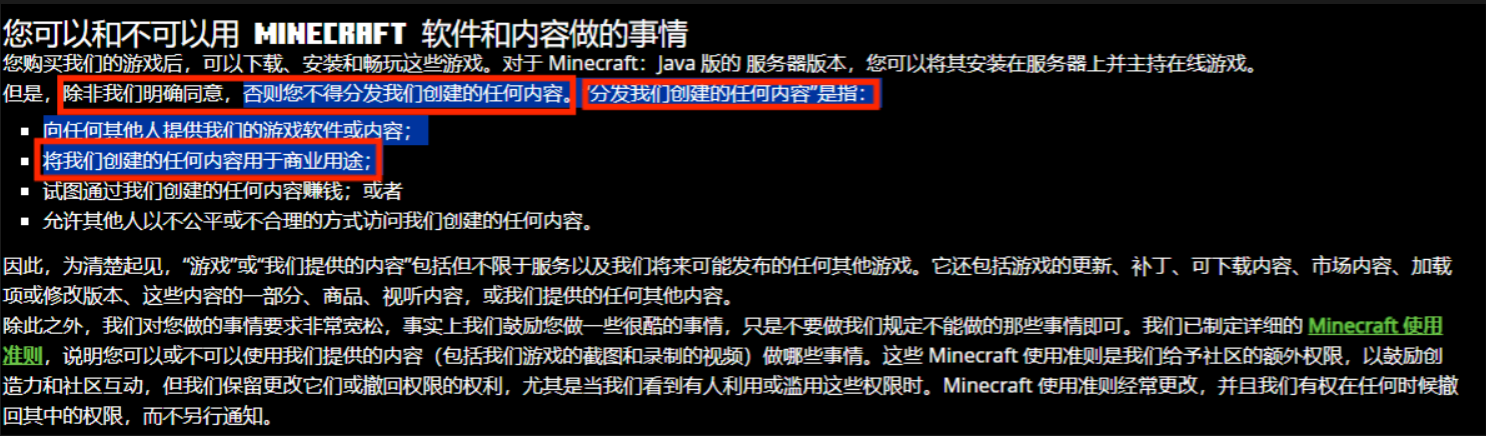 您可以和不可以用 MINECRAFT 软件和内容做的事情
您购买我们的游戏后，可以下载、安装和畅玩这些游戏。对于 Minecraft：Java 版的 服务器版本，您可以将其安装在服务器上并主持在线游戏。
但是，除非我们明确同意，否则您不得分发我们创建的任何内容。“分发我们创建的任何内容”是指：
▪ 向任何其他人提供我们的游戏软件或内容；
▪ 将我们创建的任何内容用于商业用途；
▪ 试图通过我们创建的任何内容赚钱；或者
▪ 允许其他人以不公平或不合理的方式访问我们创建的任何内容。
因此，为清楚起见，“游戏”或“我们提供的内容”包括但不限于服务以及我们将来可能发布的任何其他游戏。它还包括游戏的更新、补丁、可下载内容、市场内容、加载
项或修改版本、这些内容的一部分、商品、视听内容，或我们提供的任何其他内容。
除此之外，我们对您做的事情要求非常宽松，事实上我们鼓励您做一些很酷的事情，只是不要做我们规定不能做的那些事情即可。我们已制定详细的 Minecraft 使用
准则，说明您可以或不可以使用我们提供的内容（包括我们游戏的截图和录制的视频）做哪些事情。这些 Minecraft 使用准则是我们给予社区的额外权限，以鼓励创
造力和社区互动，但我们保留更改它们或撤回权限的权利，尤其是当我们看到有人利用或滥用这些权限时。Minecraft 使用准则经常更改，并且我们有权在任何时候撤
回其中的权限，而不另行通知。